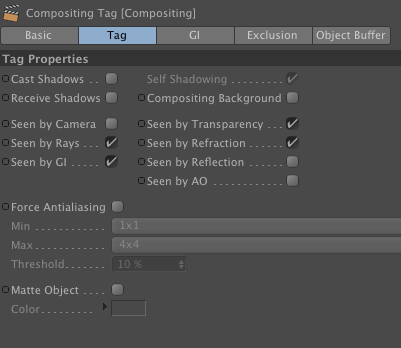 Compositing Tag [Compositing]
Basic Tag GI Exclusion Object Buffer
Tag Properties
Cast Shadows . . Self Shadowing . . . . . . . .
Receive Shadows Compositing Background
Seen by Camera Seen by Transparency . . .
Seen by Rays . . . Seen by Refraction . . . . . .
Seen by GI . . . . . Seen by Reflection . . . . . .
Seen by AO . . . . . . . . . . . .
Force Antialiasing
Min . . . . . . . . . . . 1x1
Max . . . . . . . . . . . 4x4
Threshold. . . . . . 10 %
Matte Object . . . .
Color . . . . . . . . .